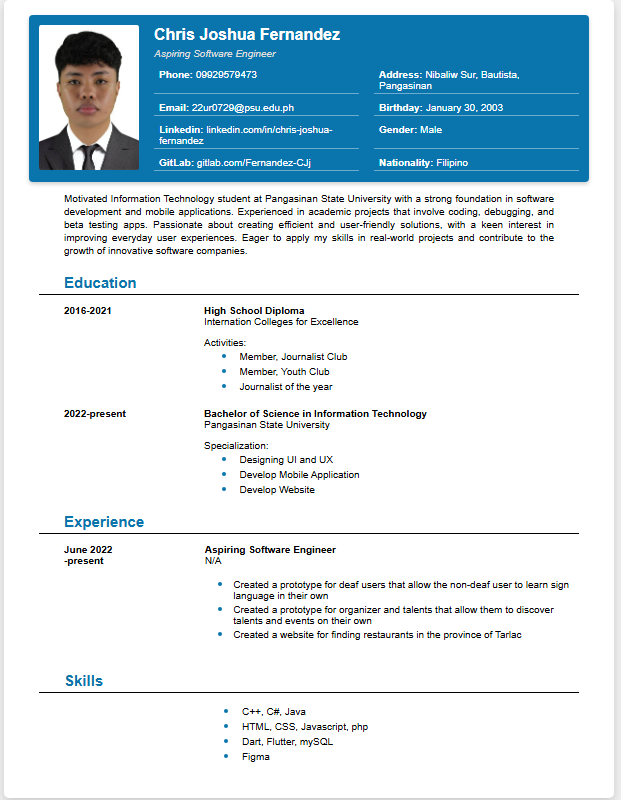 Chris Joshua Fernandez
Aspiring Software Engineer
Phone: 09929579473
Address: Nibaliw Sur, Bautista,
Pangasinan
Email: 22ur0729@psu.edu.ph
Birthday: January 30, 2003
Linkedin: linkedin.com/in/chris-joshua-
fernandez
Gender: Male
GitLab: gitlab.com/Fernandez-CJj
Nationality: Filipino
Motivated Information Technology student at Pangasinan State University with a strong foundation in software
development and mobile applications. Experienced in academic projects that involve coding, debugging, and
beta testing apps. Passionate about creating efficient and user-friendly solutions, with a keen interest in
improving everyday user experiences. Eager to apply my skills in real-world projects and contribute to the
growth of innovative software companies.
Education
2016-2021
High School Diploma
Internation Colleges for Excellence
Activities:
Member, Journalist Club
Member, Youth Club
Journalist of the year
2022-present
Bachelor of Science in Information Technology
Pangasinan State University
Specialization:
Designing UI and UX
Develop Mobile Application
Develop Website
Experience
June 2022
-present
Aspiring Software Engineer
N/A
Created a prototype for deaf users that allow the non-deaf user to learn sign
language in their own
Created a prototype for organizer and talents that allow them to discover
talents and events on their own
Created a website for finding restaurants in the province of Tarlac
Skills
C++, C#, Java
HTML, CSS, Javascript, php
Dart, Flutter, mySQL
Figma